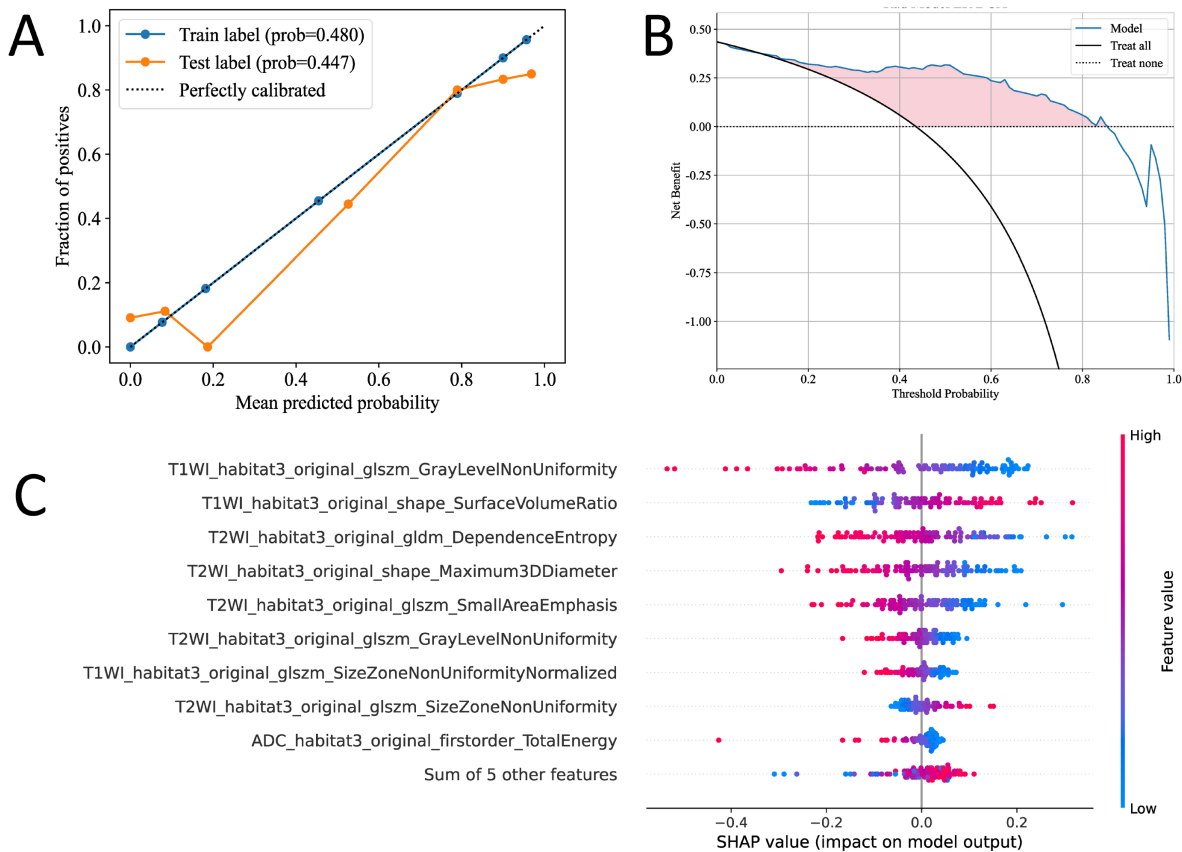 A
1.0
0.8
0.6
0.4
0.2
0.0
Fraction of positives
Train label (prob=0.480)
Test label (prob=0.447)
Perfectly calibrated
0.0 0.2 0.4 0.6 0.8 1.0
Mean predicted probability
B
0.50
0.25
0.00
-0.25
-0.50
-0.75
-1.00
Net Benefit
Model
Treat all
Treat none
0.0 0.2 0.4 0.6 0.8 1.0
Threshold Probability
C
T1WI_habitat3_original_glszm_GrayLevelNonUniformity
T1WI_habitat3_original_shape_SurfaceVolumeRatio
T2WI_habitat3_original_gldm_DependenceEntropy
T2WI_habitat3_original_shape_Maximum3DDiameter
T2WI_habitat3_original_glszm_SmallAreaEmphasis
T2WI_habitat3_original_glszm_GrayLevelNonUniformity
T1WI_habitat3_original_glszm_SizeZoneNonUniformityNormalized
T2WI_habitat3_original_glszm_SizeZoneNonUniformity
ADC_habitat3_original_firstorder_TotalEnergy
Sum of 5 other features
−0.4 −0.2 0.0 0.2
SHAP value (impact on model output)
High
Feature value
Low